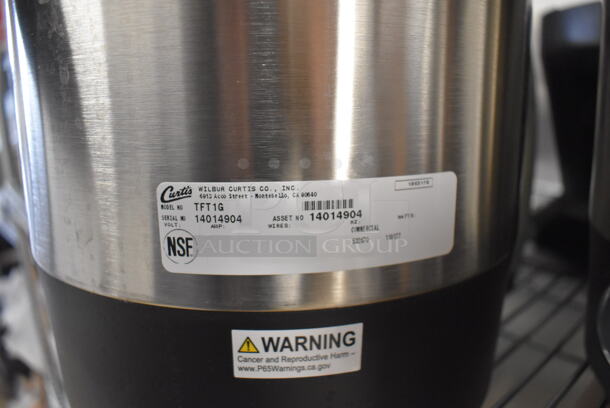 Curtis WILBUR CURTIS CO., INC.
6913 Acco Street - Montebello, CA 90640
MODEL NO TFT1G
SERIAL NO 14014904 ASSET NO 14014904
VOLT: AMP: WIRES: HZ. WATTS:
COMMERCIAL
NSF
AUCTION GROUP
WARNING
Cancer and Reproductive Harm –
www.P65Warnings.ca.gov